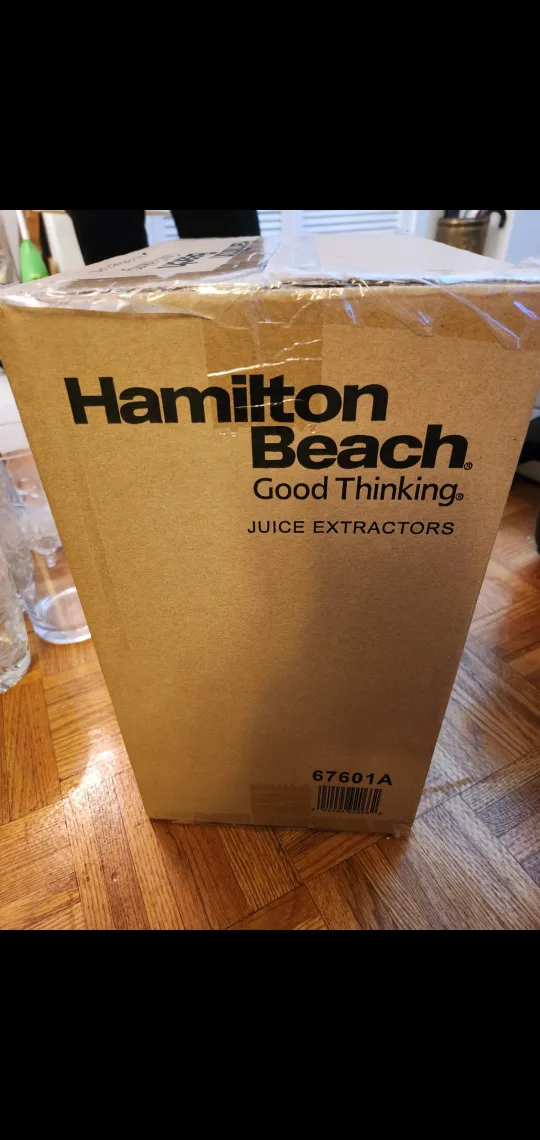 Hamilton
Beach®
Good Thinking®
JUICE EXTRACTORS
67601A